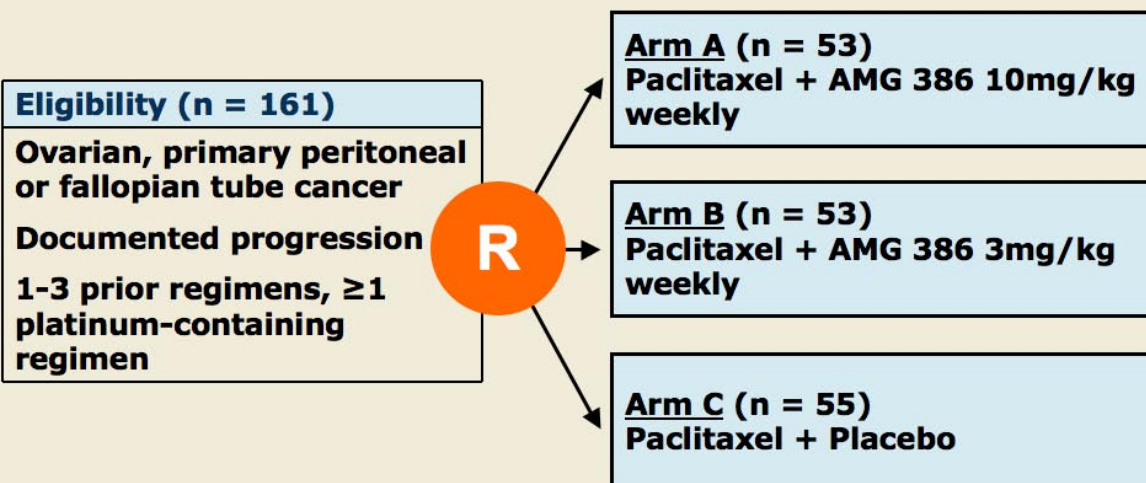 Eligibility (n = 161)
Ovarian, primary peritoneal
or fallopian tube cancer
Documented progression
1-3 prior regimens, ≥1
platinum-containing
regimen
R
Arm A (n = 53)
Paclitaxel + AMG 386 10mg/kg
weekly
Arm B (n = 53)
Paclitaxel + AMG 386 3mg/kg
weekly
Arm C (n = 55)
Paclitaxel + Placebo